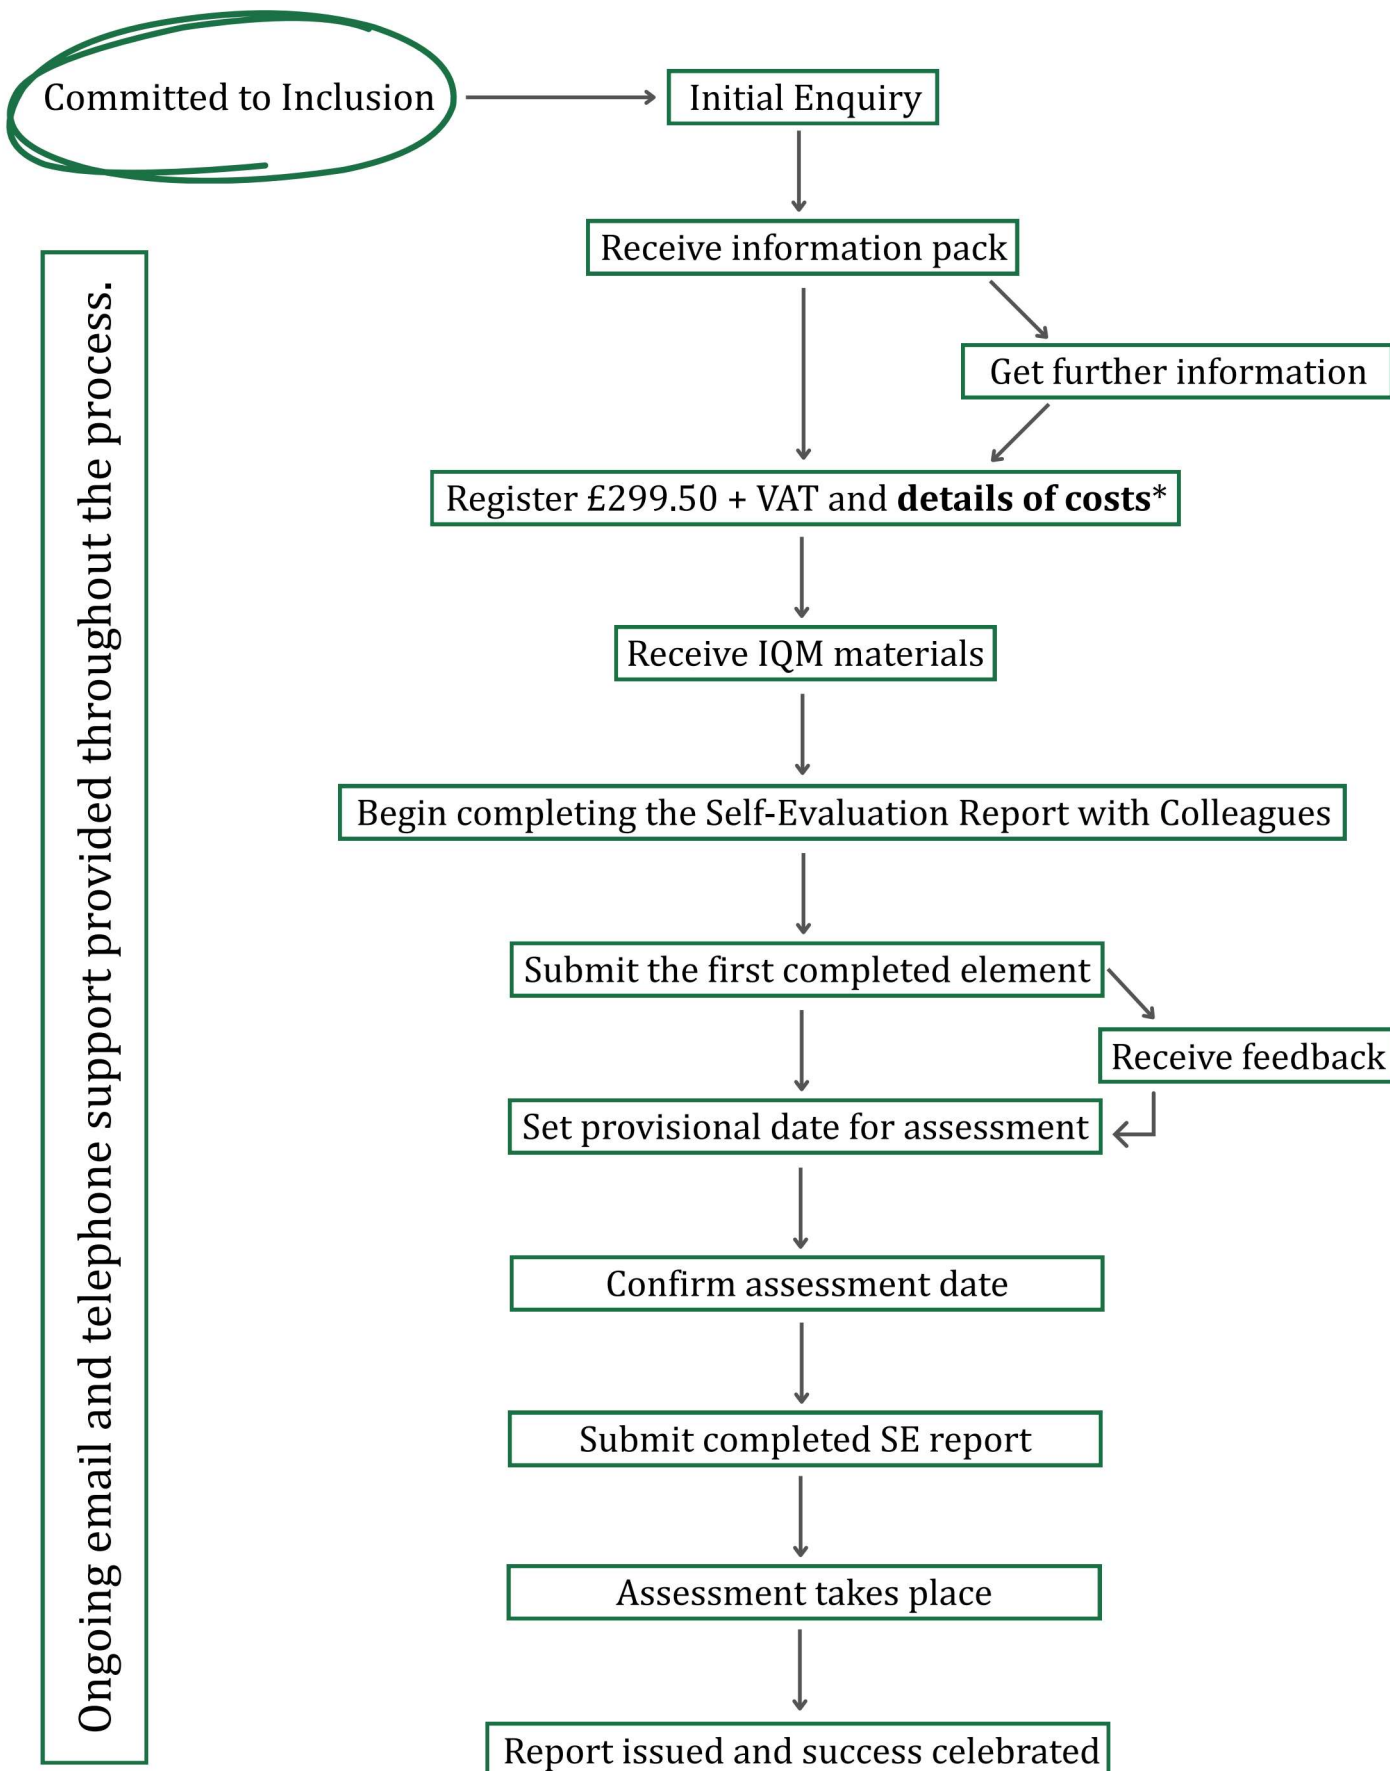 Committed to Inclusion
Initial Enquiry
Receive information pack
Get further information
Register £299.50 + VAT and details of costs*
Receive IQM materials
Begin completing the Self-Evaluation Report with Colleagues
Submit the first completed element
Receive feedback
Set provisional date for assessment
Confirm assessment date
Submit completed SE report
Assessment takes place
Report issued and success celebrated
Ongoing email and telephone support provided throughout the process.